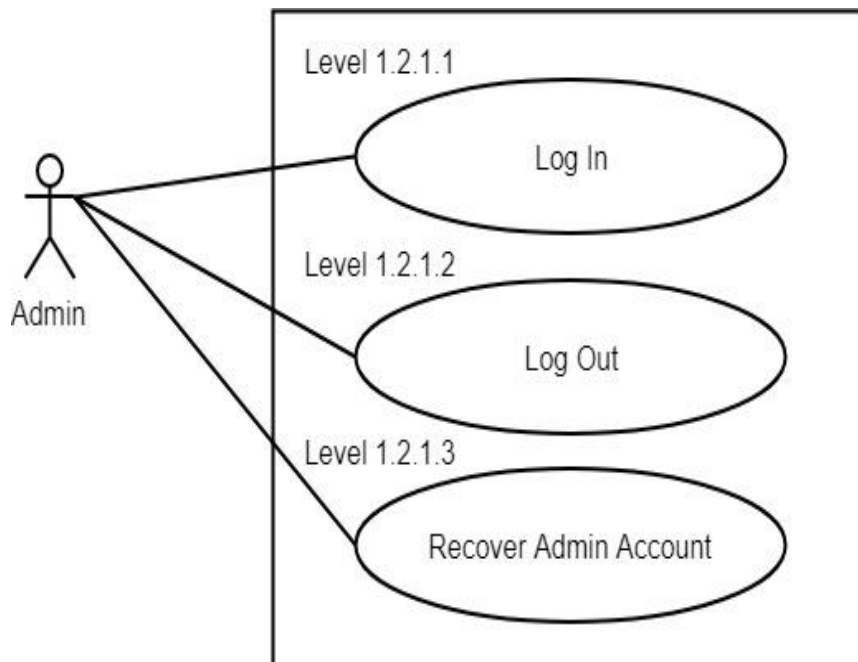 Level 1.2.1.1
Log In
Admin
Level 1.2.1.2
Log Out
Level 1.2.1.3
Recover Admin Account